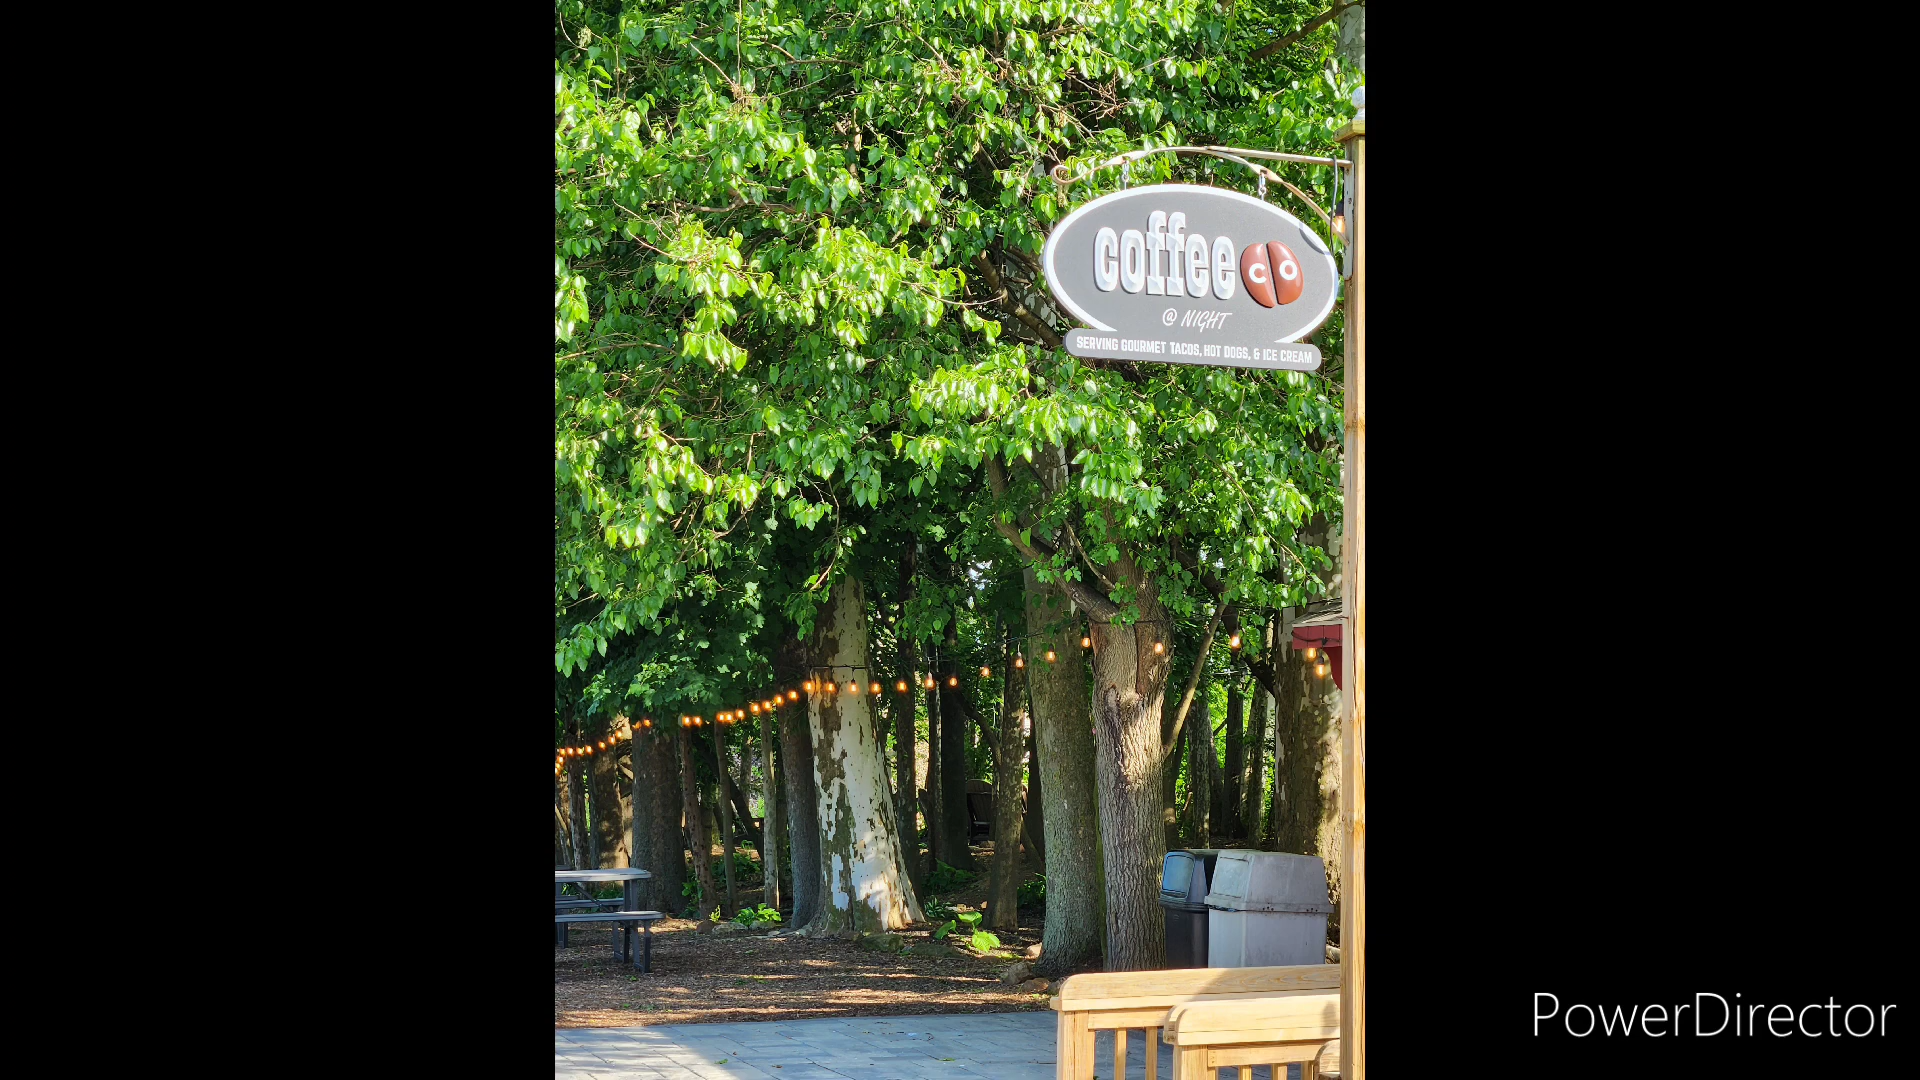 coffee co
@ NIGHT
SERVING GOURMET TACOS, HOT DOGS, & ICE CREAM
PowerDirector